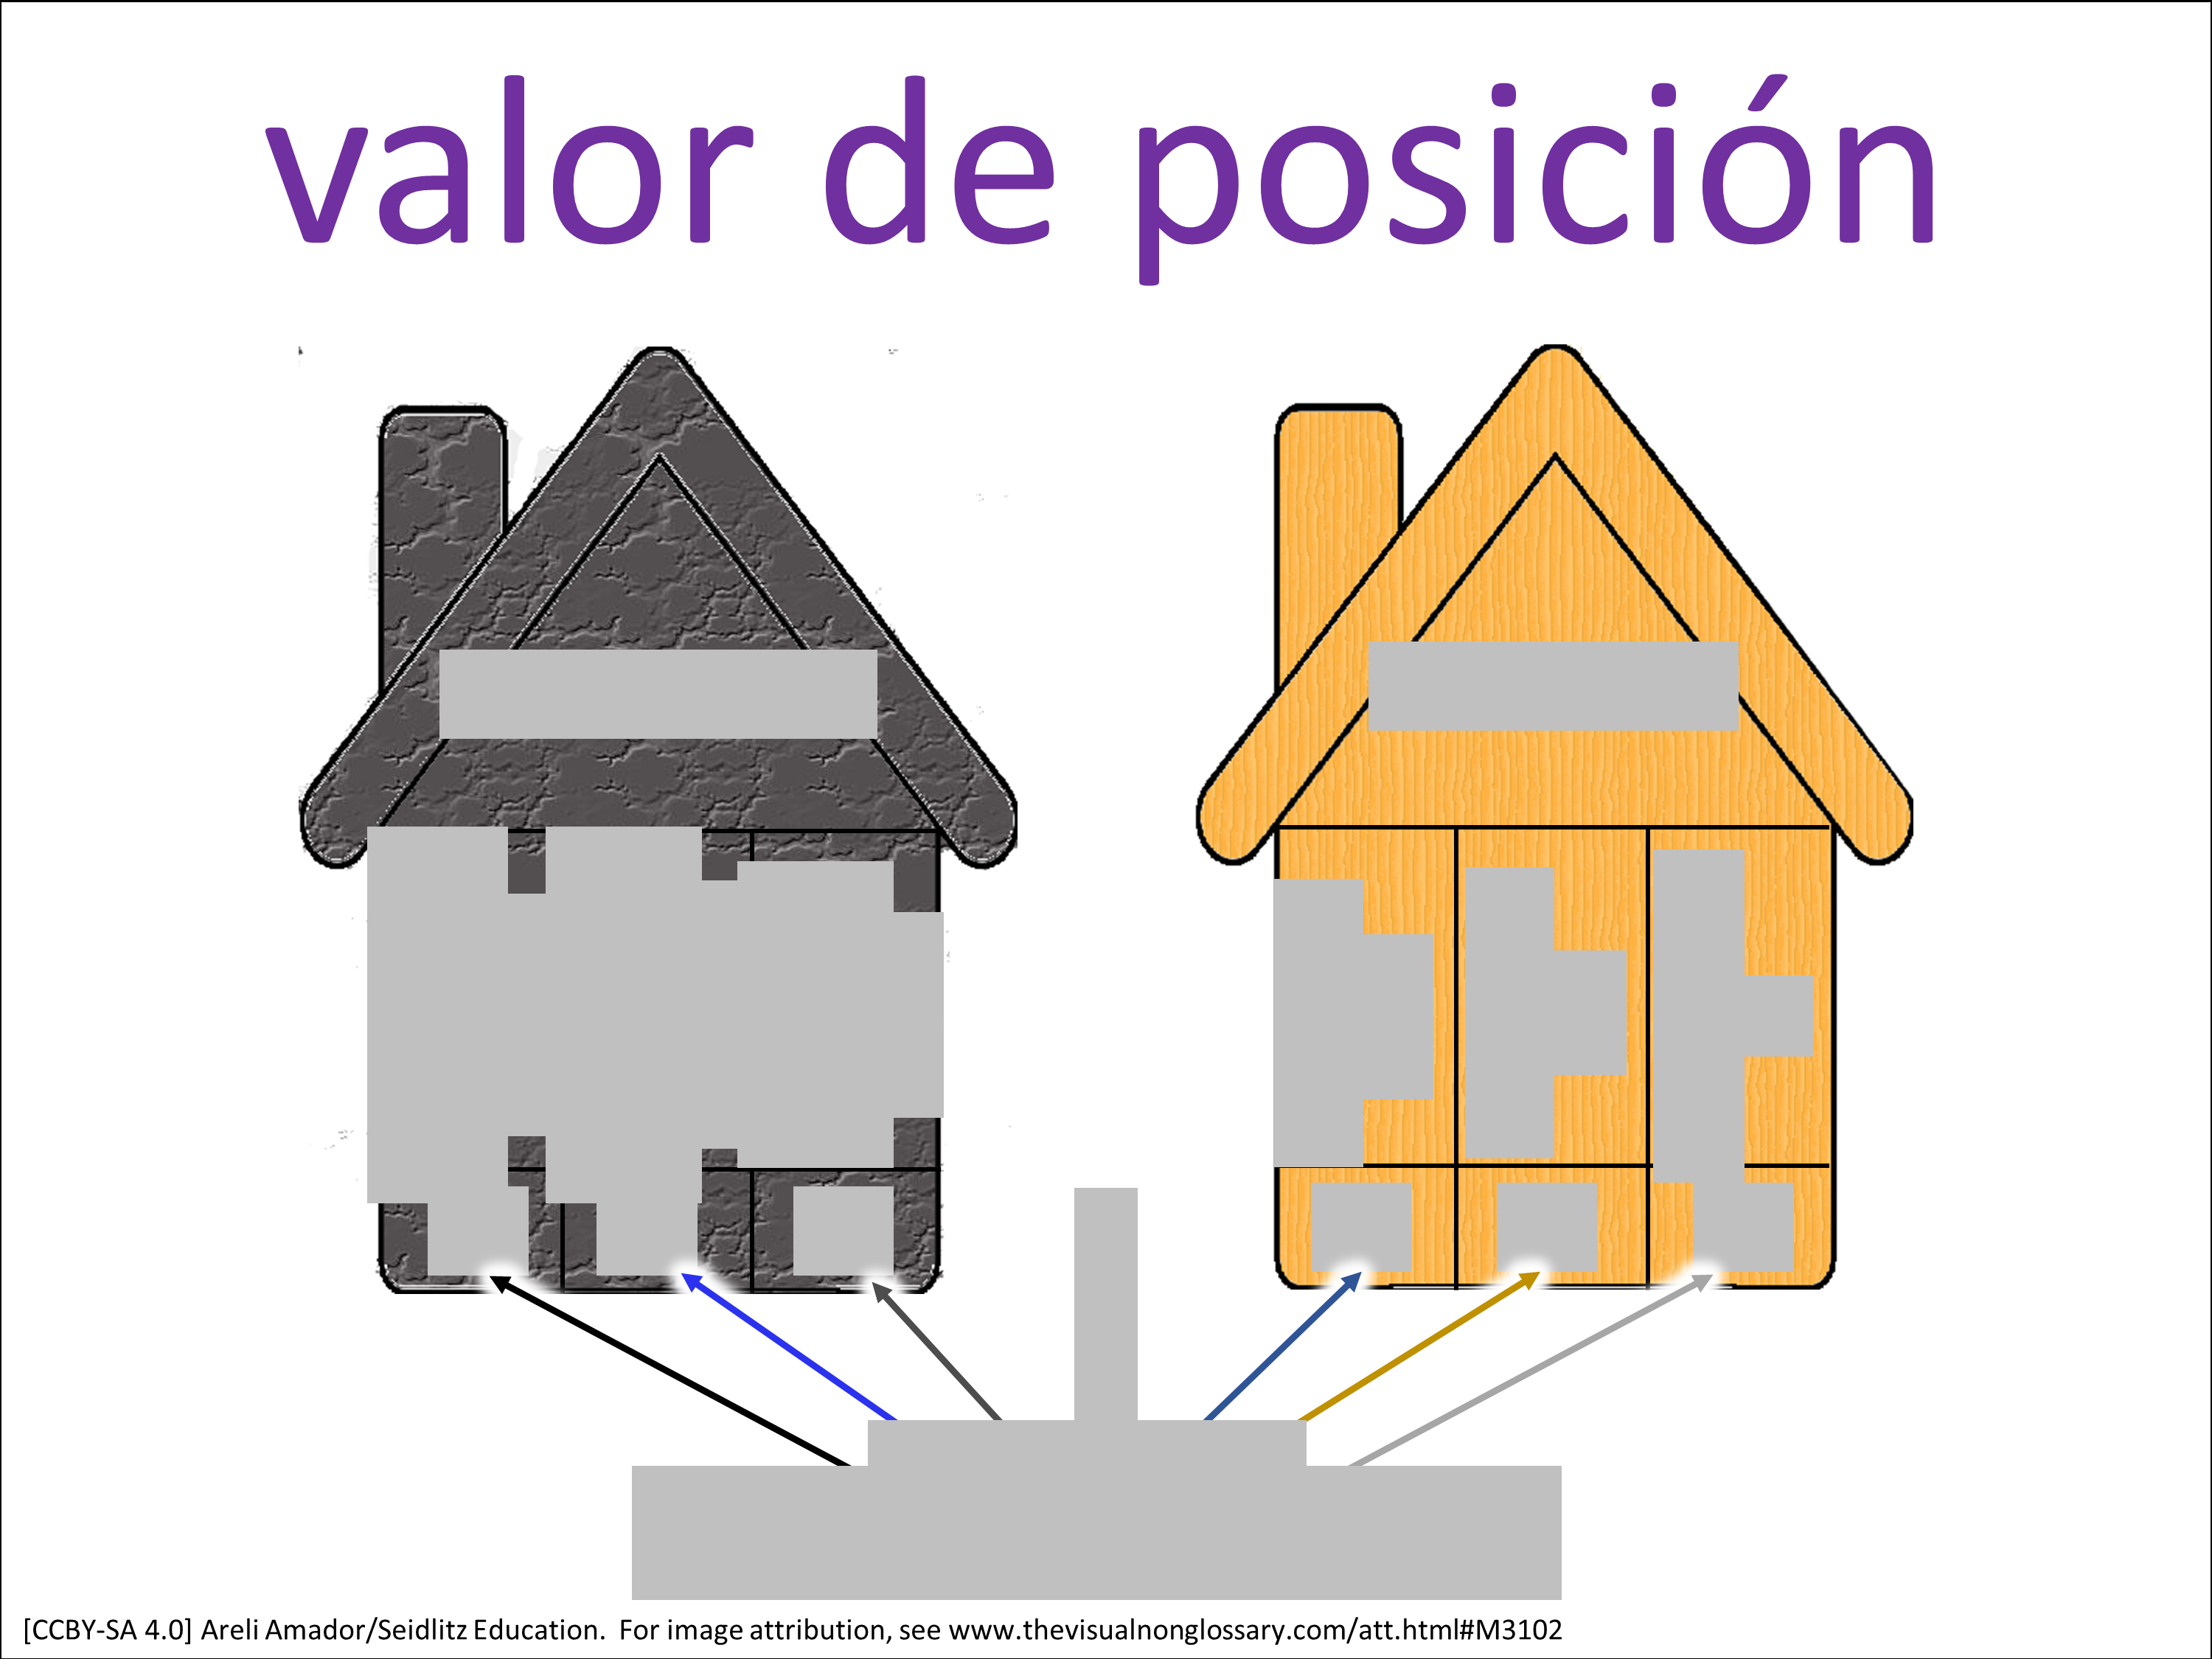 valor de posición
[CCBY-SA 4.0] Areli Amador/Seidlitz Education.  For image attribution, see www.thevisualnonglossary.com/att.html#M3102